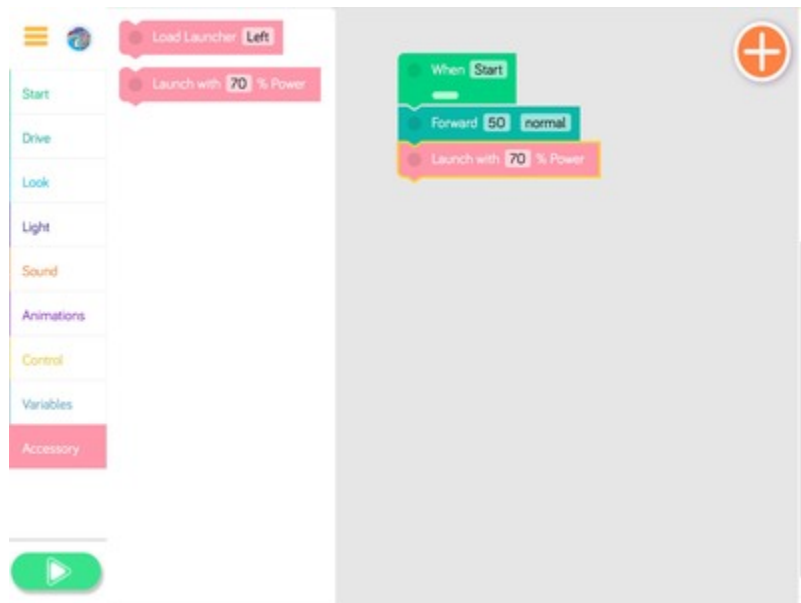 Load Launcher Left
Launch with 70 % Power
Start
Drive
Look
Light
Sound
Animations
Control
Variables
Accessory
When Start
Forward 50 normal
Launch with 70 % Power